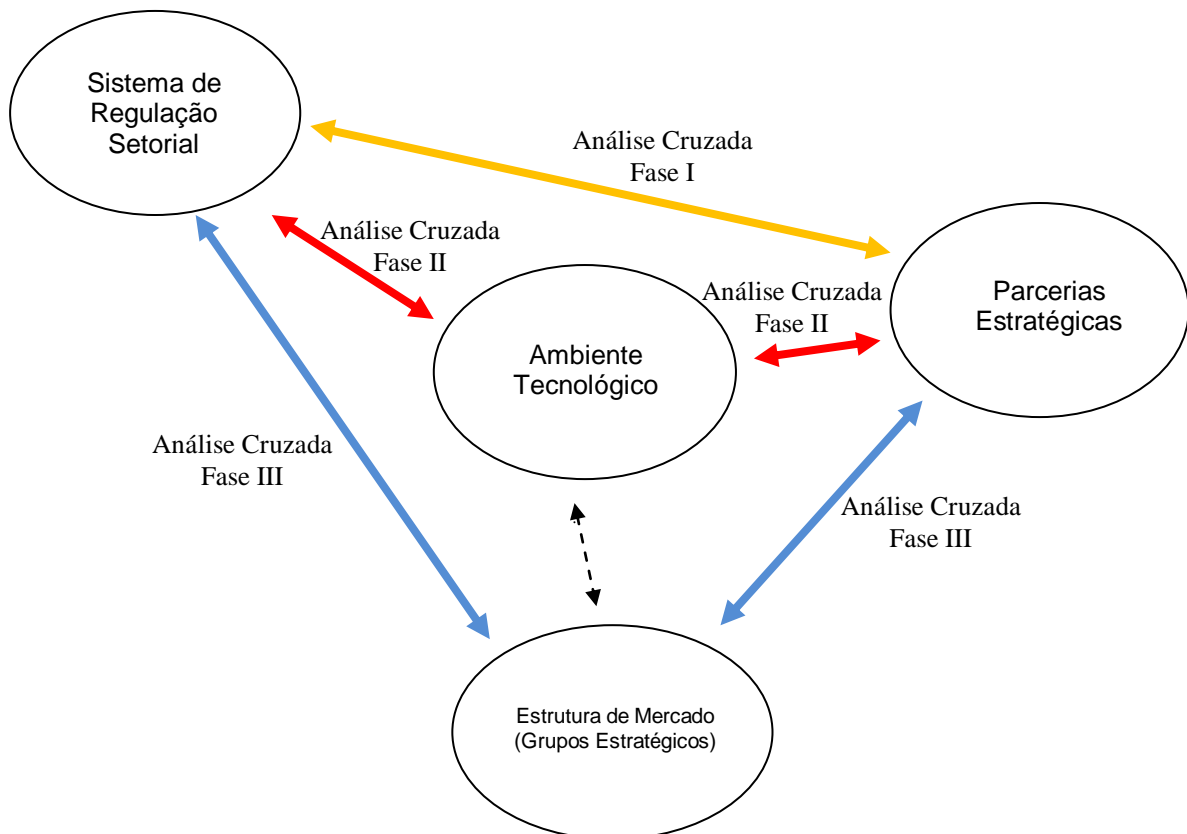 Sistema de
Regulação
Setorial
Análise Cruzada
Fase I
Análise Cruzada
Fase II
Análise Cruzada
Fase II
Parcerias
Estratégicas
Ambiente
Tecnológico
Análise Cruzada
Fase III
Análise Cruzada
Fase III
Estrutura de Mercado
(Grupos Estratégicos)